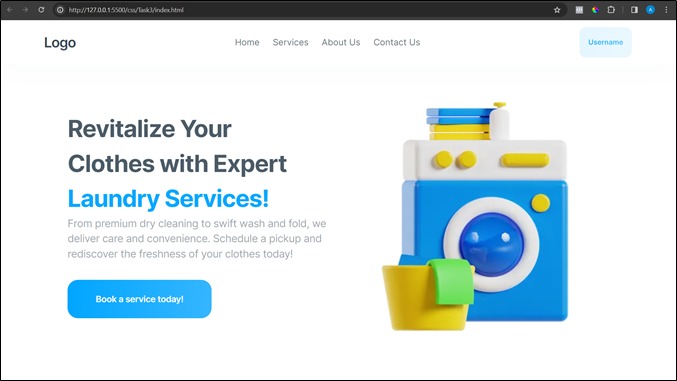 http://127.0.0.1:5500/css/Task3/index.html
A
Logo
Home Services About Us Contact Us
Username
Revitalize Your
Clothes with Expert
Laundry Services!
From premium dry cleaning to swift wash and fold, we
deliver care and convenience. Schedule a pickup and
rediscover the freshness of your clothes today!
Book a service today!